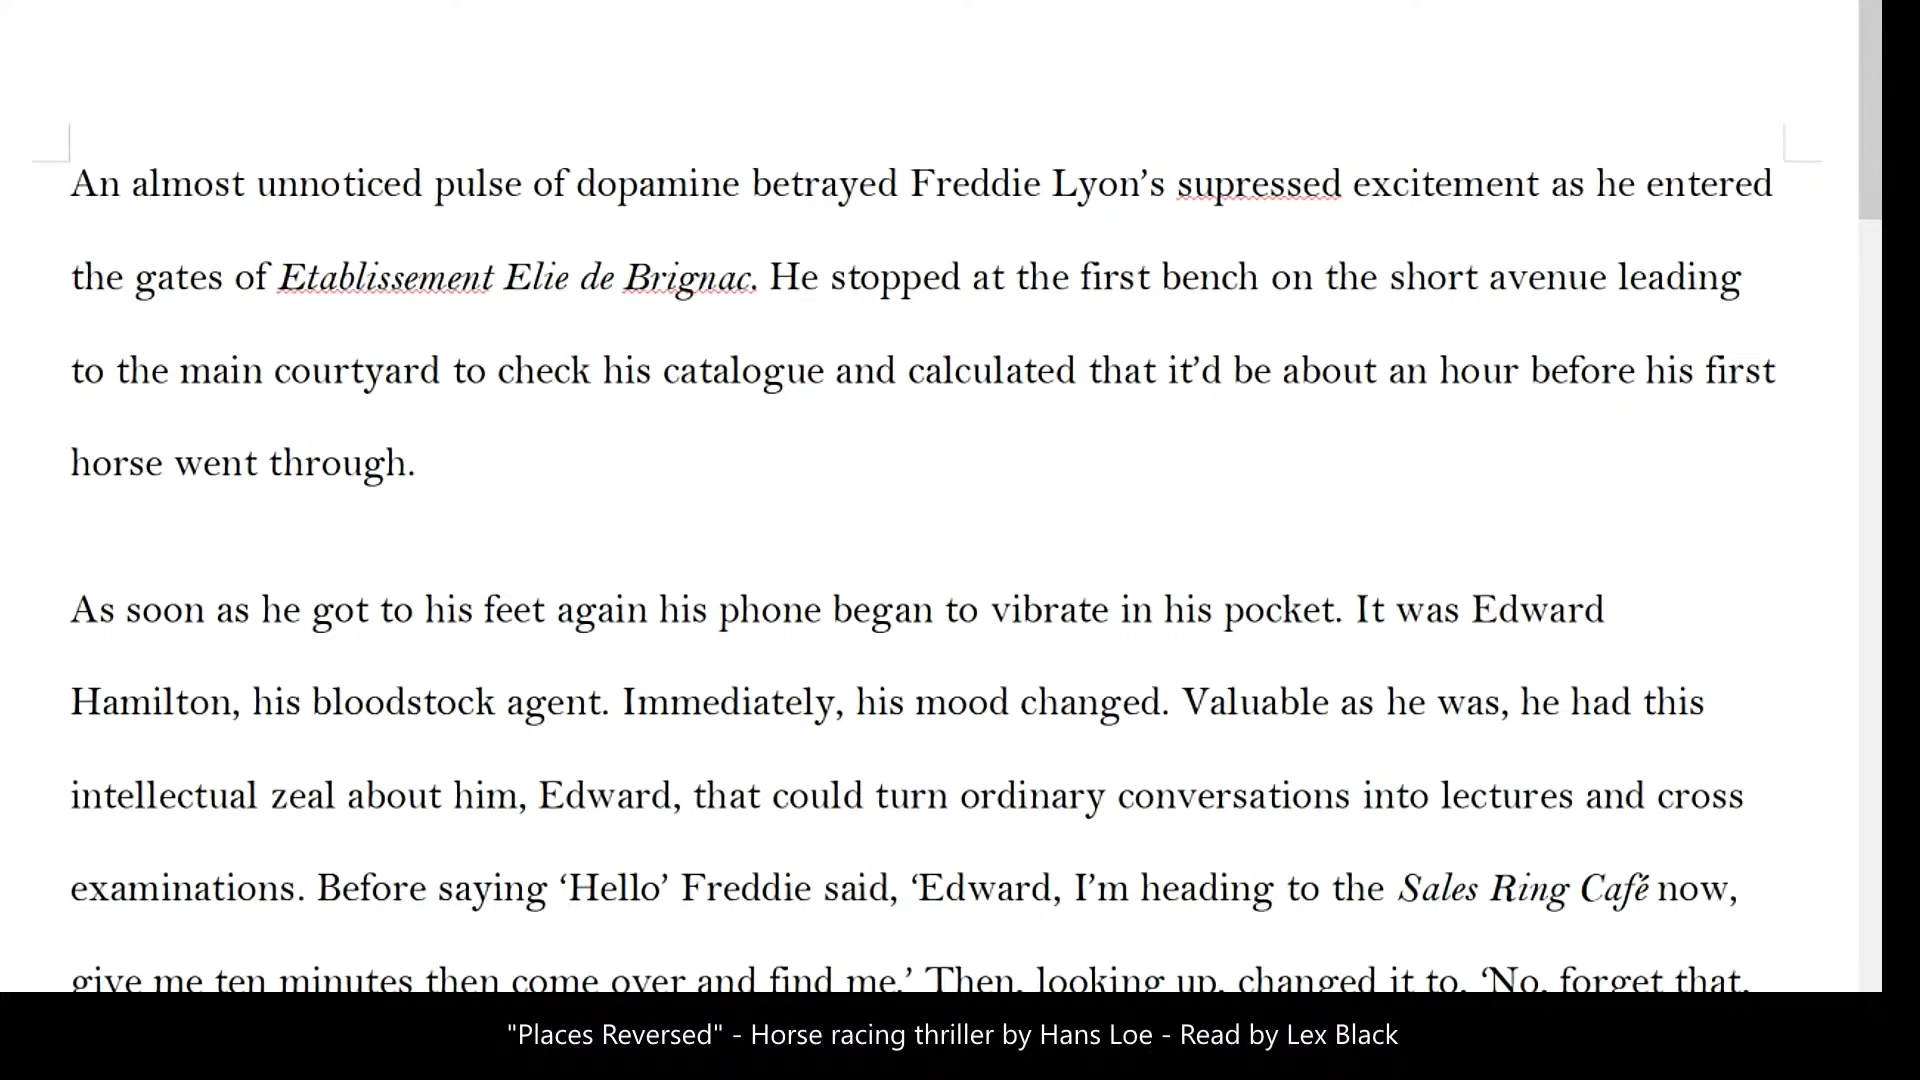 An almost unnoticed pulse of dopamine betrayed Freddie Lyon’s supressed excitement as he entered
the gates of Etablissement Elie de Brignac. He stopped at the first bench on the short avenue leading
to the main courtyard to check his catalogue and calculated that it’d be about an hour before his first
horse went through.
As soon as he got to his feet again his phone began to vibrate in his pocket. It was Edward
Hamilton, his bloodstock agent. Immediately, his mood changed. Valuable as he was, he had this
intellectual zeal about him, Edward, that could turn ordinary conversations into lectures and cross
examinations. Before saying ‘Hello’ Freddie said, ‘Edward, I’m heading to the Sales Ring Café now,
give me ten minutes then come over and find me.’ Then, looking up, changed it to, ‘No, forget that,
"Places Reversed" - Horse racing thriller by Hans Loe - Read by Lex Black